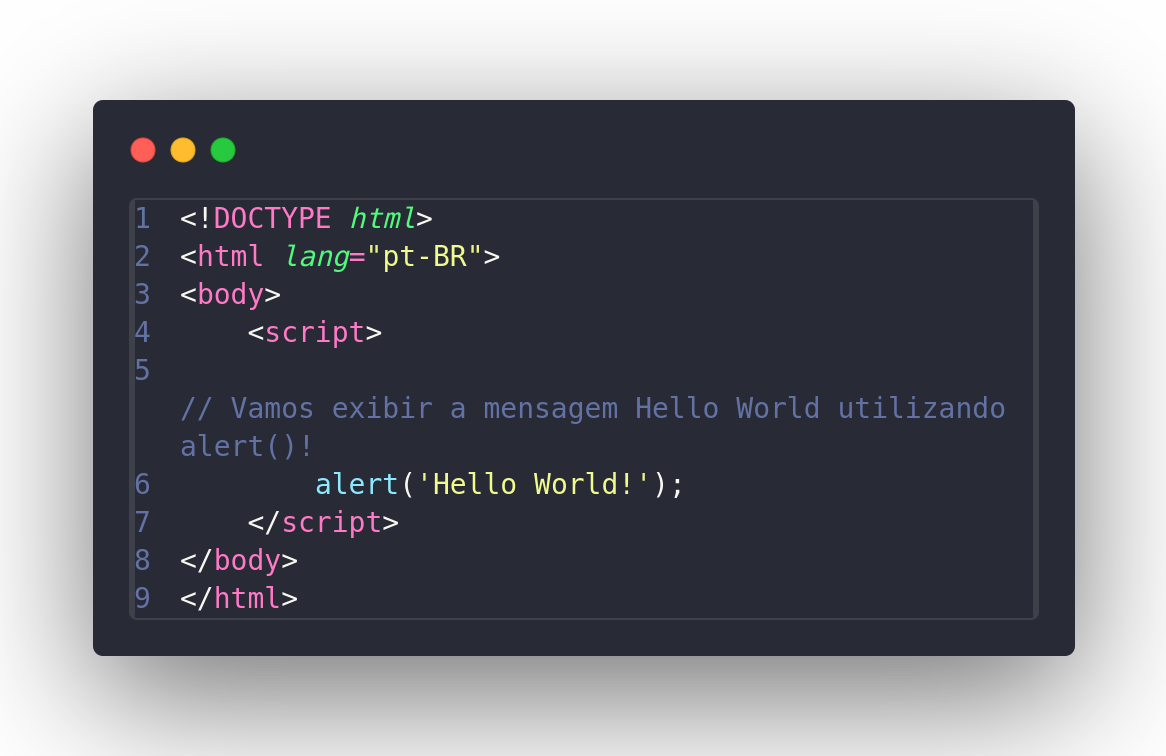 1 <!DOCTYPE html>
2 <html lang="pt-BR">
3 <body>
4     <script>
5
// Vamos exibir a mensagem Hello World utilizando
alert()!
6         alert('Hello World!');
7     </script>
8 </body>
9 </html>